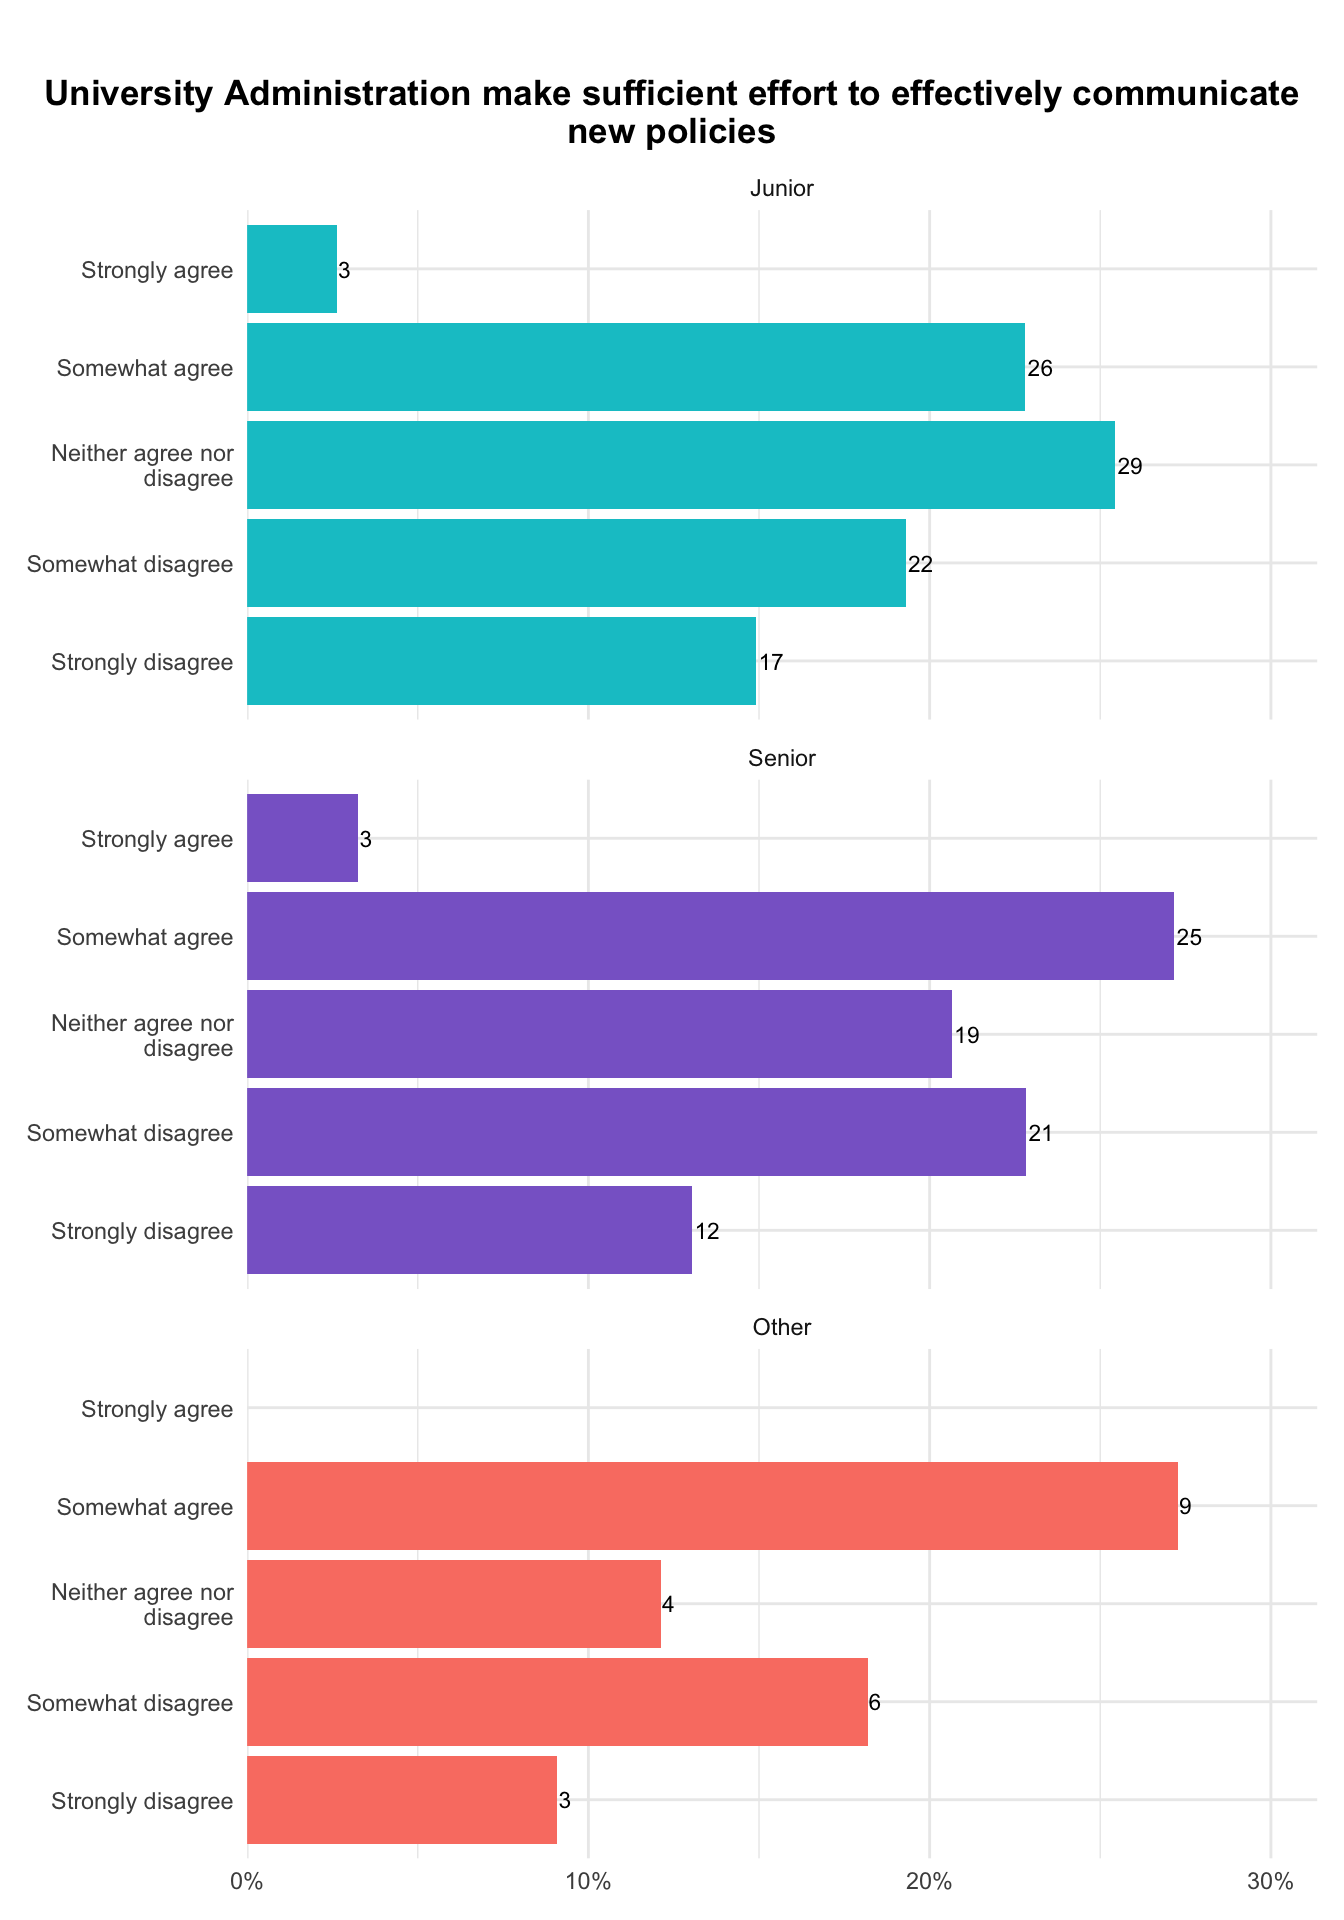 University Administration make sufficient effort to effectively communicate
new policies
Junior
Strongly agree
3
Somewhat agree
26
Neither agree nor
disagree
29
Somewhat disagree
22
Strongly disagree
17
Senior
Strongly agree
3
Somewhat agree
25
Neither agree nor
disagree
19
Somewhat disagree
21
Strongly disagree
12
Other
Strongly agree
Somewhat agree
9
Neither agree nor
disagree
4
Somewhat disagree
6
Strongly disagree
3
0% 10% 20% 30%